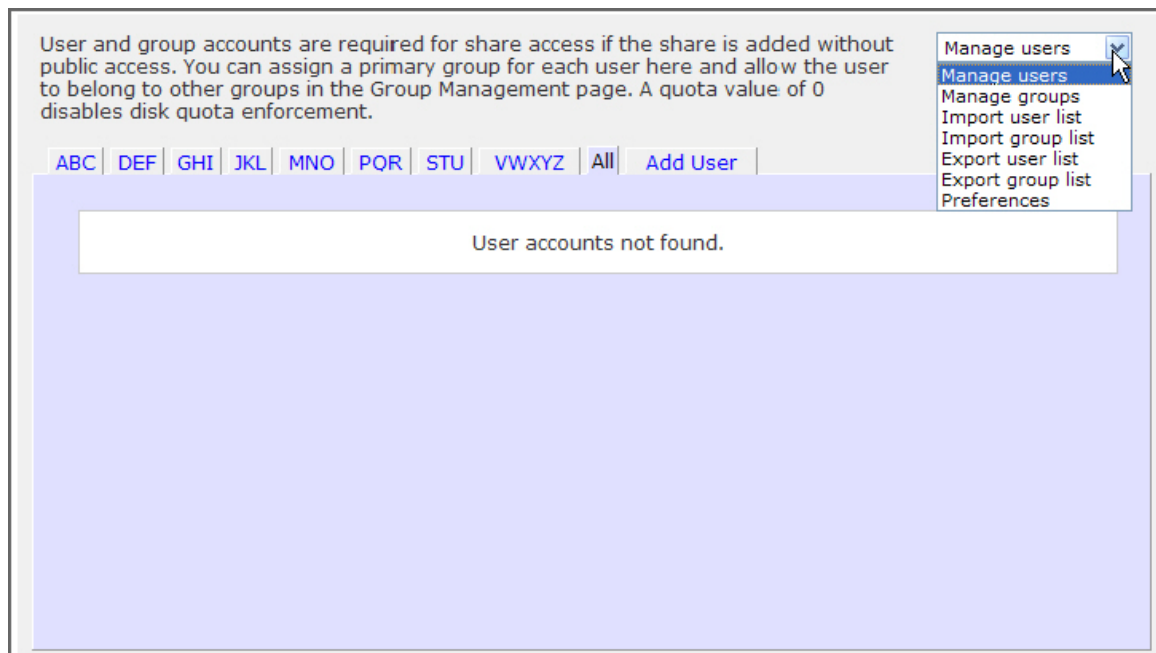 User and group accounts are required for share access if the share is added without
public access. You can assign a primary group for each user here and allow the user
to belong to other groups in the Group Management page. A quota value of 0
disables disk quota enforcement.
Manage users
Manage users
Manage groups
Import user list
Import group list
Export user list
Export group list
Preferences
ABC DEF GHI JKL MNO PQR STU VWXYZ All Add User
User accounts not found.